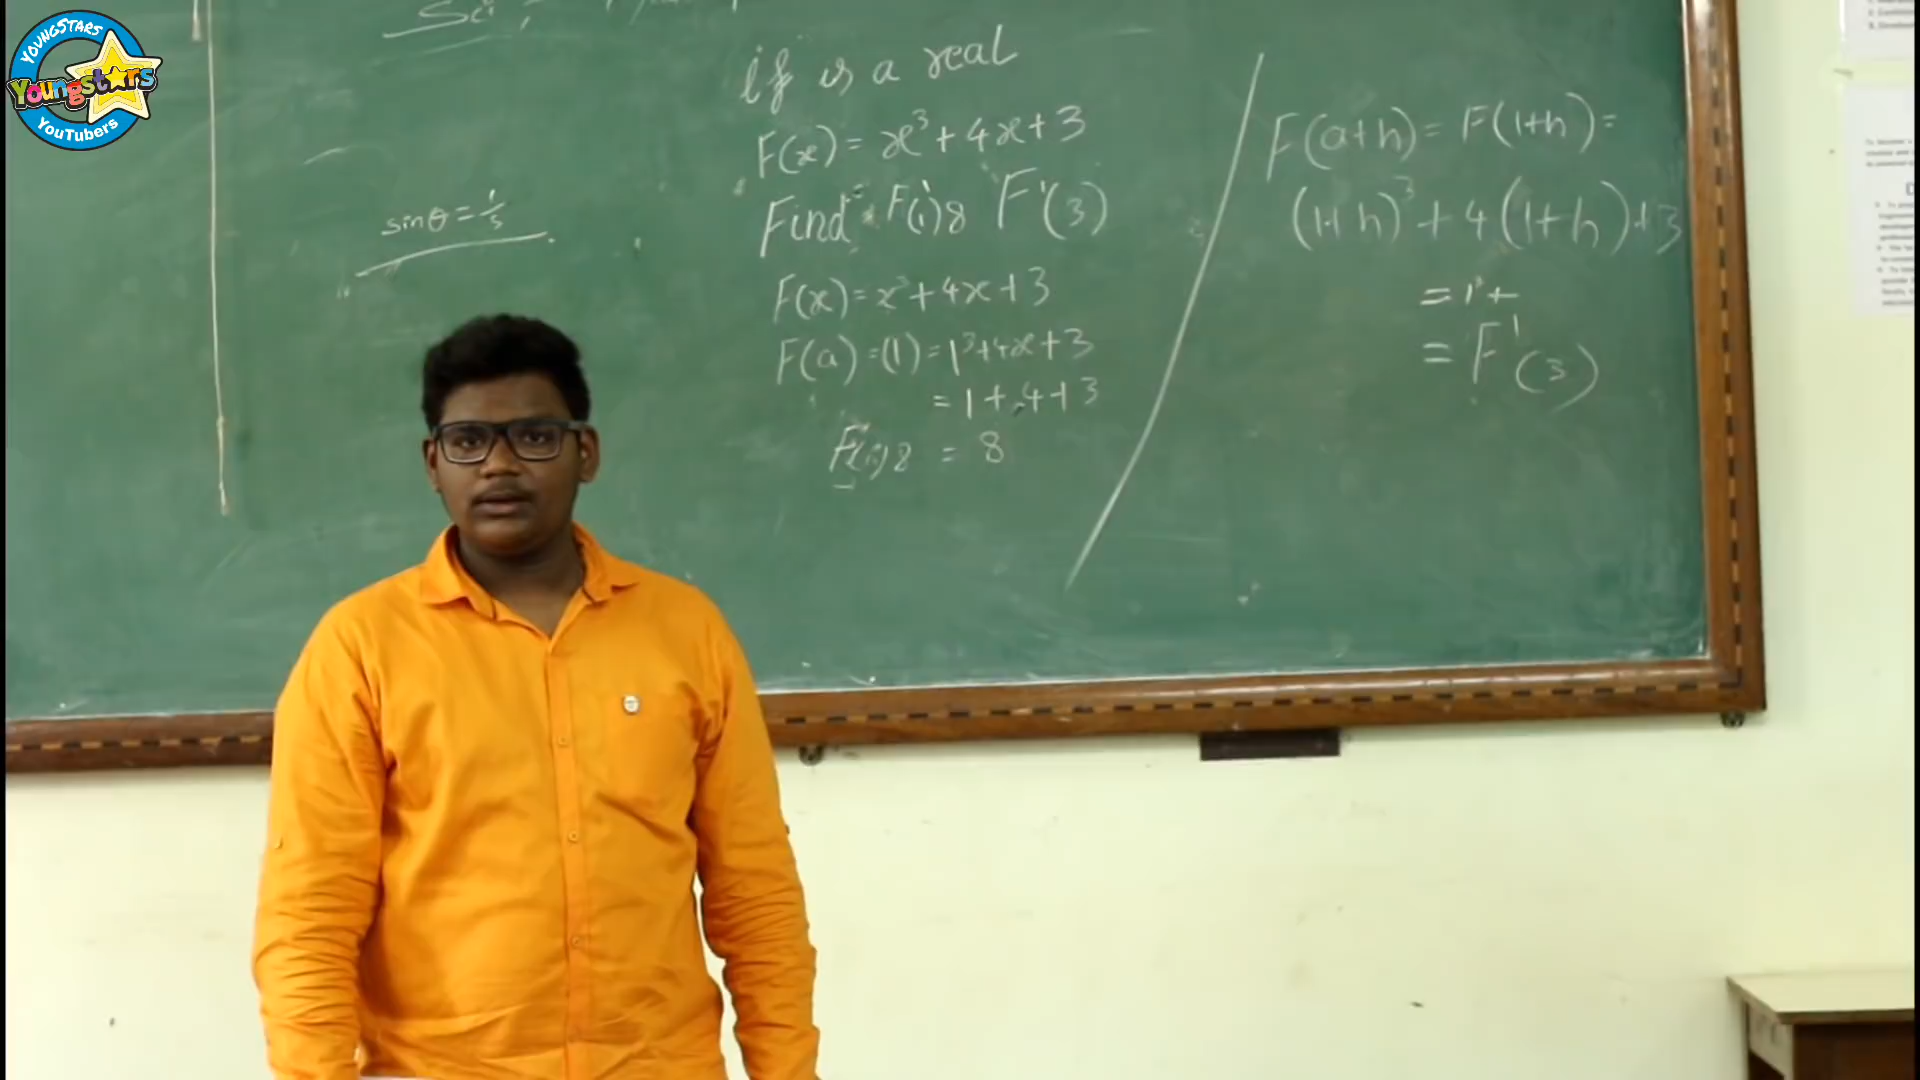 YOUNGSTARS
Youngstars
YouTubers
sinθ = 1/5
if is a real
F(x) = x³ + 4x + 3
Find F'(1) & F'(3)
F(x) = x³ + 4x + 3
F(a) = (1) = 1³ + 4x + 3
= 1 + 4 + 3
= 8
F(a+h) = F(1+h) =
(1+h)³ + 4(1+h) + 3
= 1³ +
= F'(3)